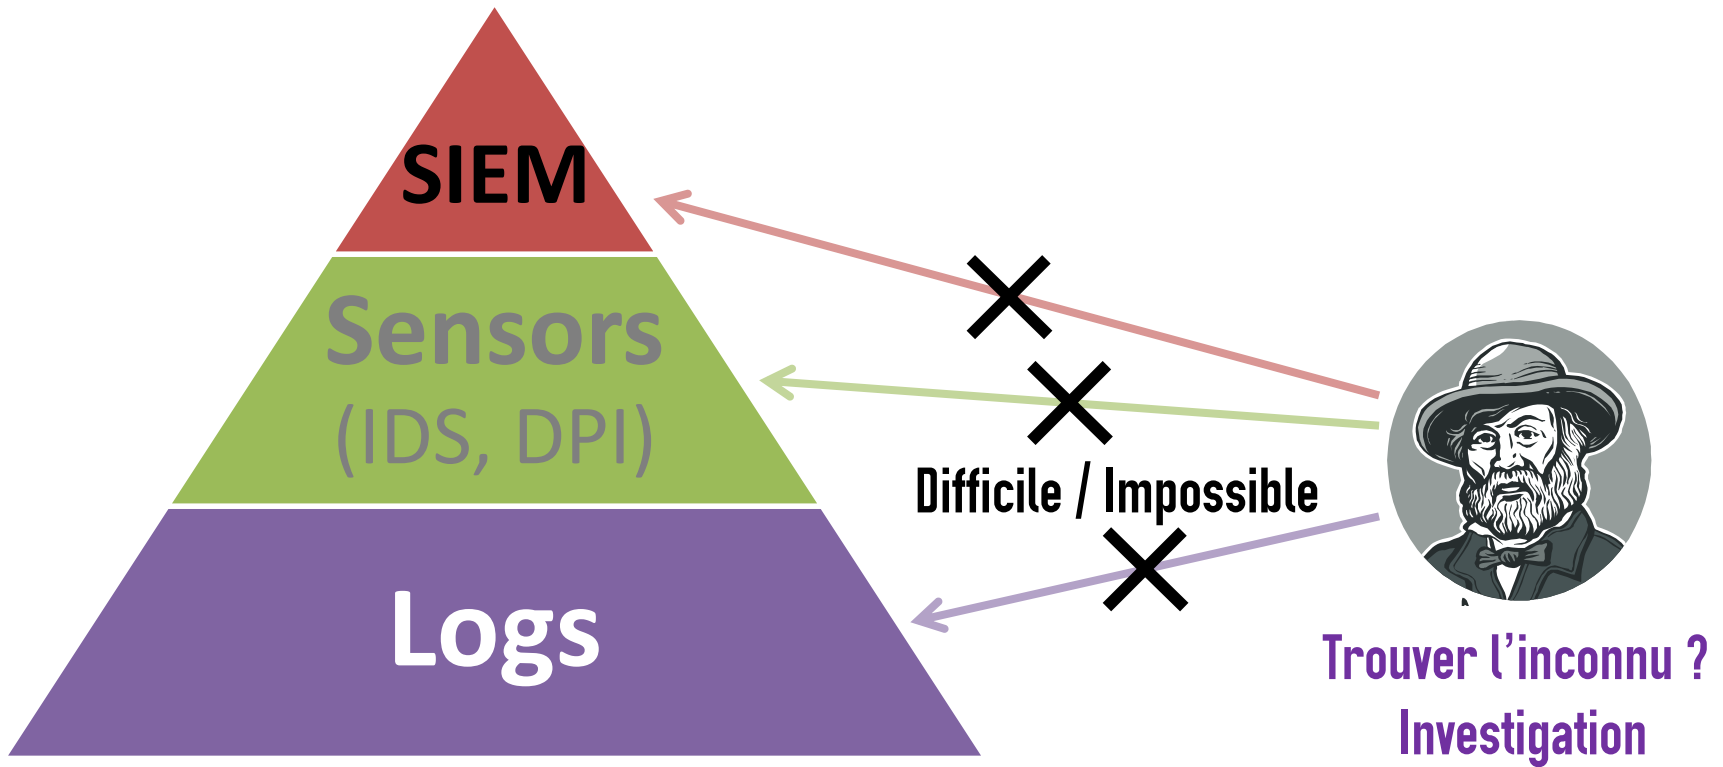 SIEM
Sensors
(IDS, DPI)
Logs
Difficile / Impossible
Trouver l'inconnu ?
Investigation